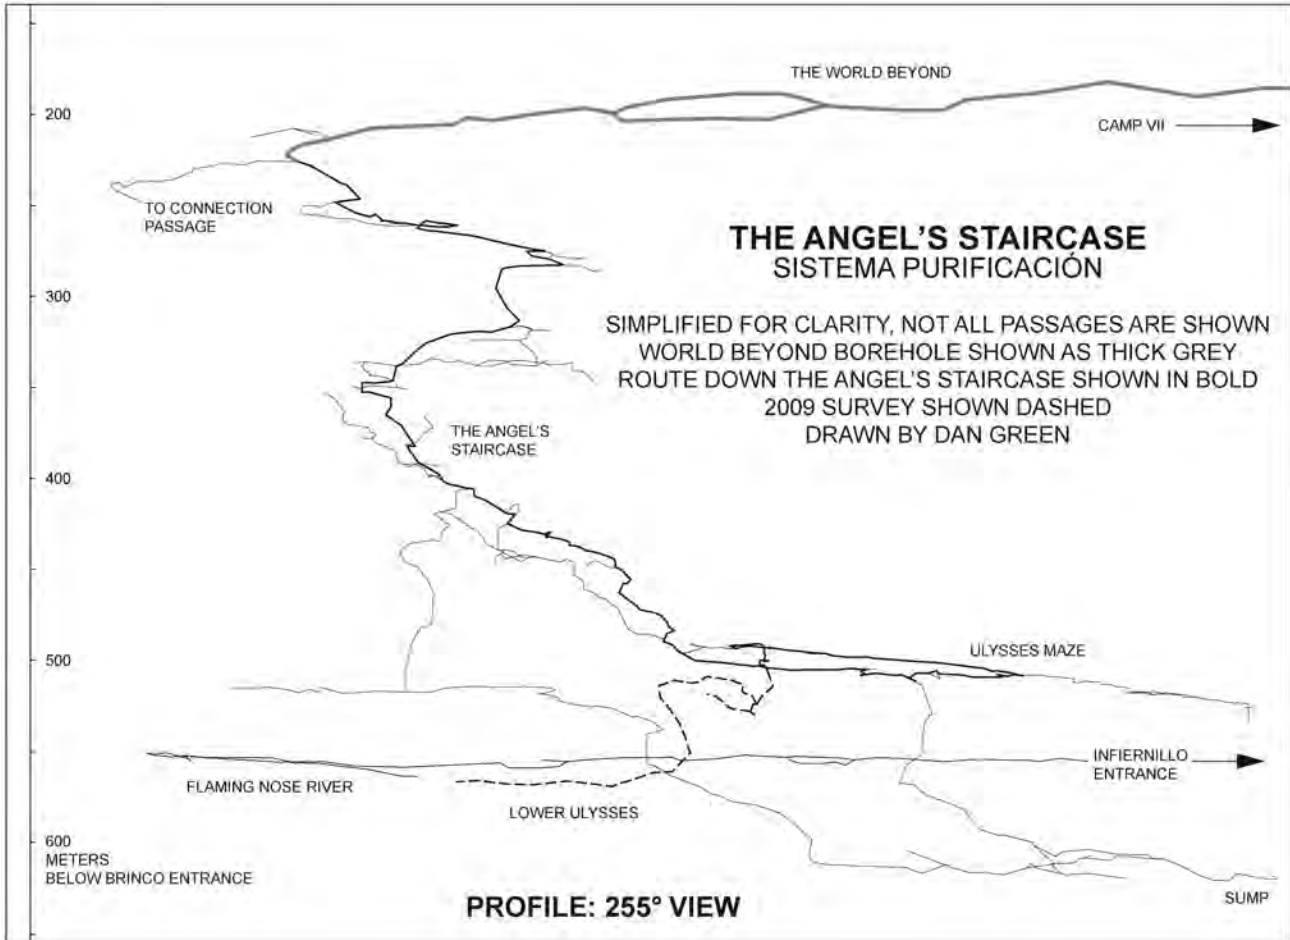 THE WORLD BEYOND
200
CAMP VII
TO CONNECTION
PASSAGE
THE ANGEL'S STAIRCASE
SISTEMA PURIFICACIÓN
300
SIMPLIFIED FOR CLARITY, NOT ALL PASSAGES ARE SHOWN
WORLD BEYOND BOREHOLE SHOWN AS THICK GREY
ROUTE DOWN THE ANGEL'S STAIRCASE SHOWN IN BOLD
2009 SURVEY SHOWN DASHED
DRAWN BY DAN GREEN
THE ANGEL'S
STAIRCASE
400
500
ULYSSES MAZE
INFIERNILLO
ENTRANCE
FLAMING NOSE RIVER
LOWER ULYSSES
600
METERS
BELOW BRINCO ENTRANCE
SUMP
PROFILE: 255° VIEW